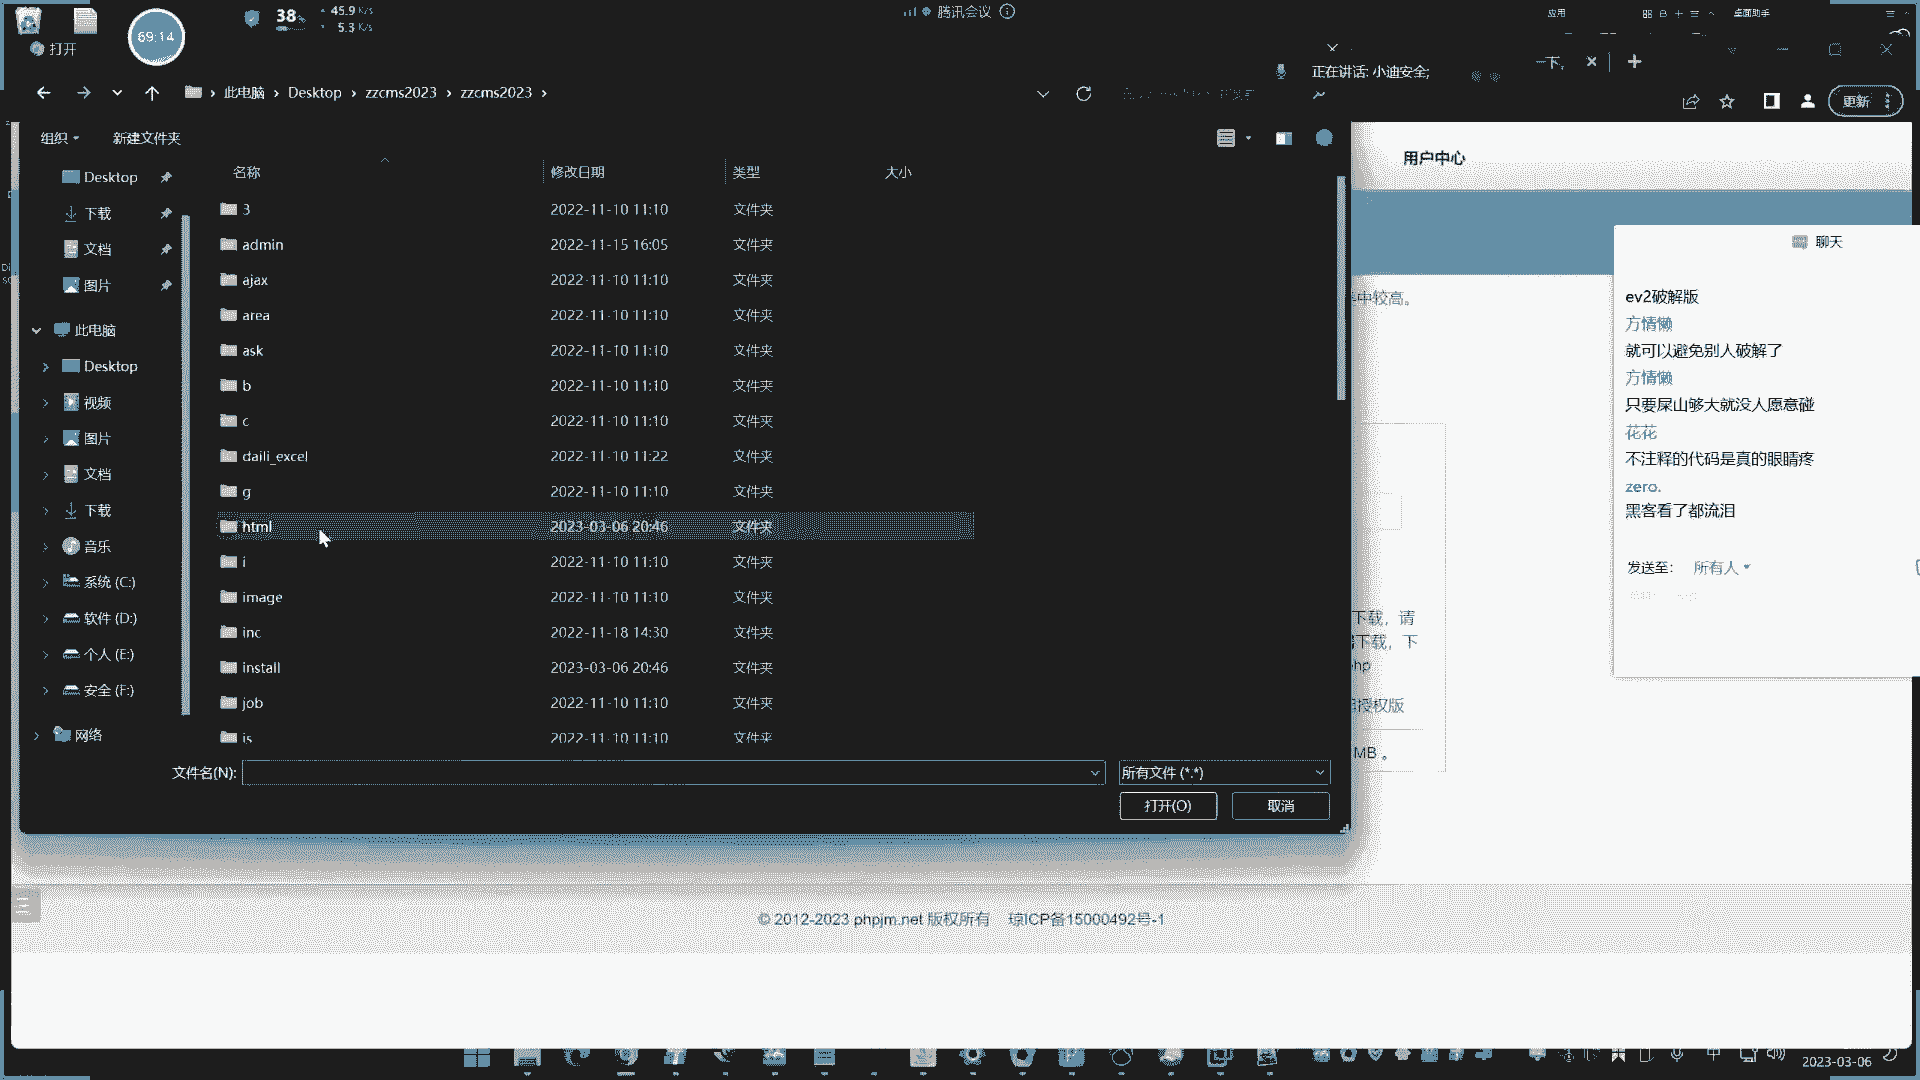 38%
45.9 K/s
5.3 K/s
腾讯会议
应用
桌面助手
打开
69:14
正在讲话: 小迪安全;
一下,
此电脑 › Desktop › zzcms2023 › zzcms2023 ›
更新
组织
新建文件夹
用户中心
名称 修改日期 类型 大小
Desktop
下载
文档
图片
此电脑
Desktop
视频
图片
文档
下载
音乐
系统 (C:)
软件 (D:)
个人 (E:)
安全 (F:)
网络
3 2022-11-10 11:10 文件夹
admin 2022-11-15 16:05 文件夹
ajax 2022-11-10 11:10 文件夹
area 2022-11-10 11:10 文件夹
ask 2022-11-10 11:10 文件夹
b 2022-11-10 11:10 文件夹
c 2022-11-10 11:10 文件夹
daili_excel 2022-11-10 11:22 文件夹
g 2022-11-10 11:10 文件夹
html 2023-03-06 20:46 文件夹
i 2022-11-10 11:10 文件夹
image 2022-11-10 11:10 文件夹
inc 2022-11-18 14:30 文件夹
install 2023-03-06 20:46 文件夹
job 2022-11-10 11:10 文件夹
js 2022-11-10 11:10 文件夹
文件名(N):
所有文件 (*.*)
打开(O)
取消
中较高。
下载，请
下载，下
hp
授权版
MB 。
聊天
ev2破解版
方情懒
就可以避免别人破解了
方情懒
只要屎山够大就没人愿意碰
花花
不注释的代码是真的眼睛疼
zero.
黑客看了都流泪
发送至: 所有人
© 2012-2023 phpjm.net 版权所有 琼ICP备15000492号-1
2023-03-06